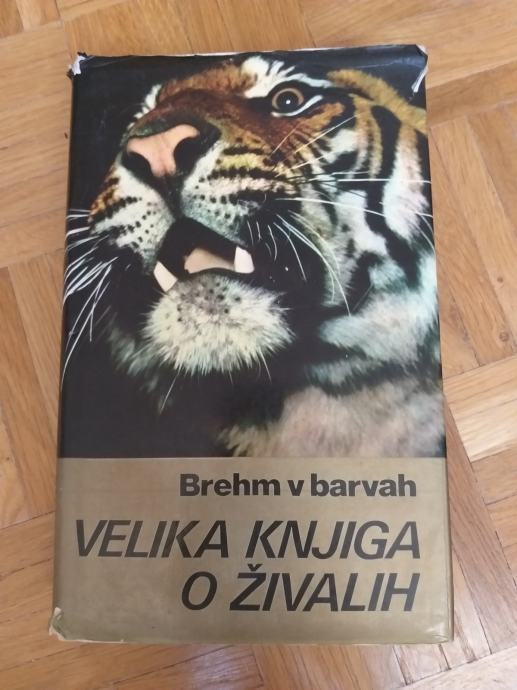 Brehm v barvah
VELIKA KNJIGA
O ŽIVALIH